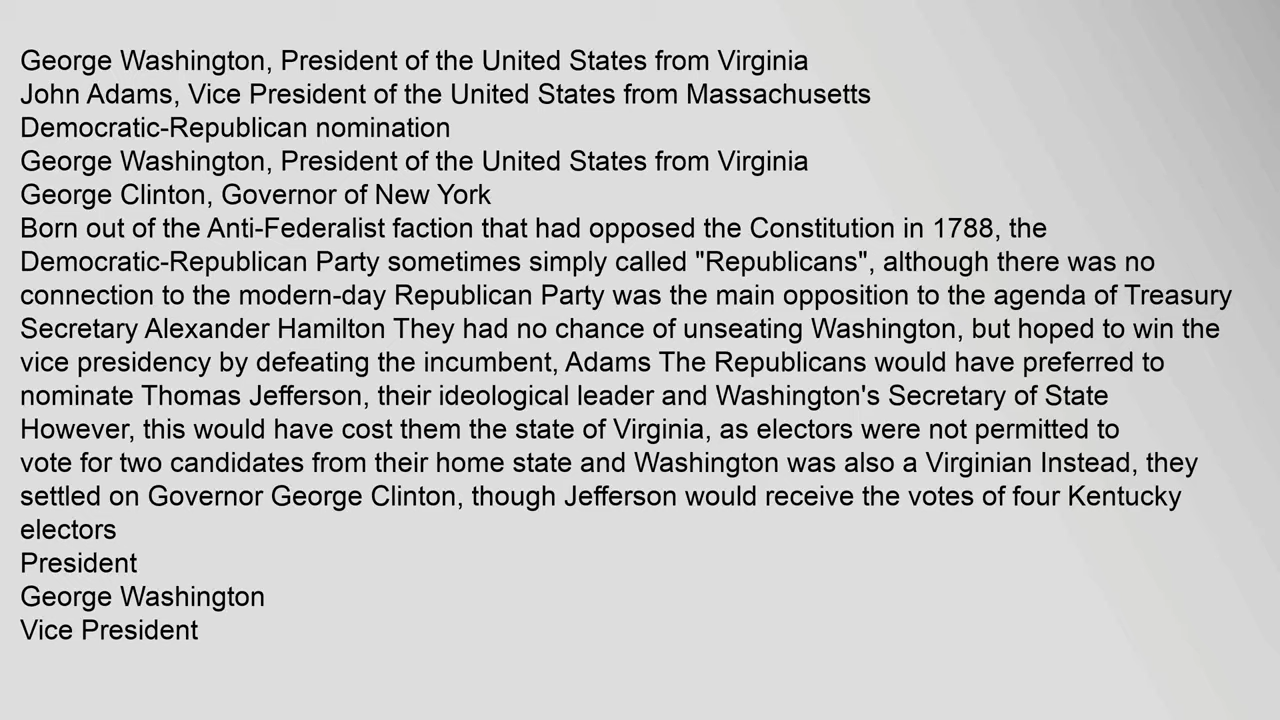 George Washington, President of the United States from Virginia
John Adams, Vice President of the United States from Massachusetts
Democratic-Republican nomination
George Washington, President of the United States from Virginia
George Clinton, Governor of New York
Born out of the Anti-Federalist faction that had opposed the Constitution in 1788, the
Democratic-Republican Party sometimes simply called "Republicans", although there was no
connection to the modern-day Republican Party was the main opposition to the agenda of Treasury
Secretary Alexander Hamilton They had no chance of unseating Washington, but hoped to win the
vice presidency by defeating the incumbent, Adams The Republicans would have preferred to
nominate Thomas Jefferson, their ideological leader and Washington's Secretary of State
However, this would have cost them the state of Virginia, as electors were not permitted to
vote for two candidates from their home state and Washington was also a Virginian Instead, they
settled on Governor George Clinton, though Jefferson would receive the votes of four Kentucky
electors
President
George Washington
Vice President